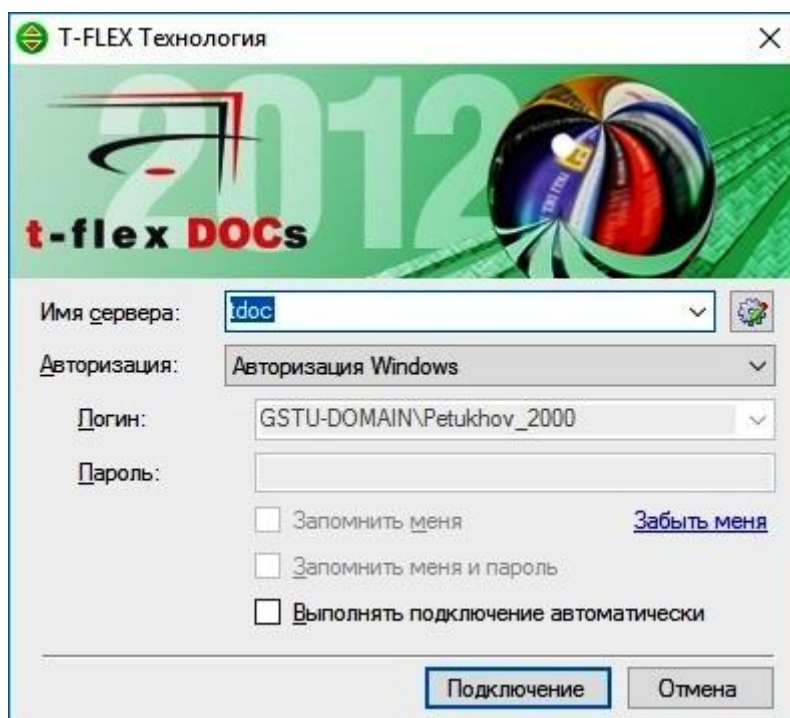 T-FLEX Технология
2012
t-flex DOCs
Имя сервера: tdoc
Авторизация: Авторизация Windows
Логин: GSTU-DOMAIN\Petukhov_2000
Пароль:
Запомнить меня Забыть меня
Запомнить меня и пароль
Выполнять подключение автоматически
Подключение Отмена